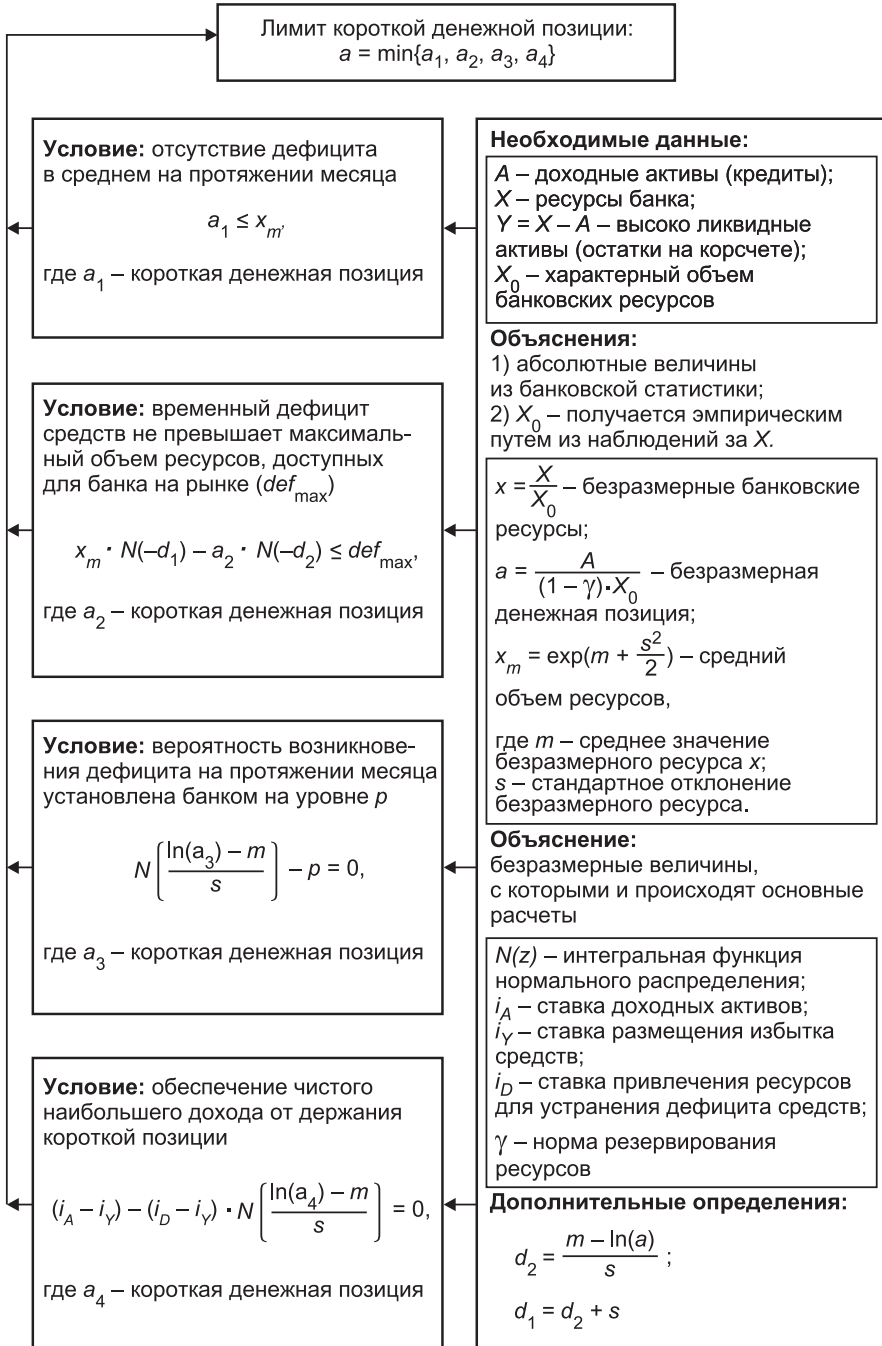 Лимит короткой денежной позиции:
a = min{a₁, a₂, a₃, a₄}
Условие: отсутствие дефицита
в среднем на протяжении месяца
a₁ ≤ xₘ,
где a₁ – короткая денежная позиция
Условие: временный дефицит
средств не превышает максималь-
ный объем ресурсов, доступных
для банка на рынке (def_max)
xₘ · N(–d₁) – a₂ · N(–d₂) ≤ def_max,
где a₂ – короткая денежная позиция
Условие: вероятность возникнове-
ния дефицита на протяжении месяца
установлена банком на уровне p
N((ln(a₃) – m)/s) – p = 0,
где a₃ – короткая денежная позиция
Условие: обеспечение чистого
наибольшего дохода от держания
короткой позиции
(i_A – i_Y) – (i_D – i_Y) · N((ln(a₄) – m)/s) = 0,
где a₄ – короткая денежная позиция
Необходимые данные:
A – доходные активы (кредиты);
X – ресурсы банка;
Y = X – A – высоко ликвидные
активы (остатки на корсчете);
X₀ – характерный объем
банковских ресурсов
Объяснения:
1) абсолютные величины
из банковской статистики;
2) X₀ – получается эмпирическим
путем из наблюдений за X.
x = X/X₀ – безразмерные банковские
ресурсы;
a = A/((1 – γ)·X₀) – безразмерная
денежная позиция;
xₘ = exp(m + s²/2) – средний
объем ресурсов,
где m – среднее значение
безразмерного ресурса x;
s – стандартное отклонение
безразмерного ресурса.
Объяснение:
безразмерные величины,
с которыми и происходят основные
расчеты
N(z) – интегральная функция
нормального распределения;
i_A – ставка доходных активов;
i_Y – ставка размещения избытка
средств;
i_D – ставка привлечения ресурсов
для устранения дефицита средств;
γ – норма резервирования
ресурсов
Дополнительные определения:
d₂ = (m – ln(a))/s ;
d₁ = d₂ + s